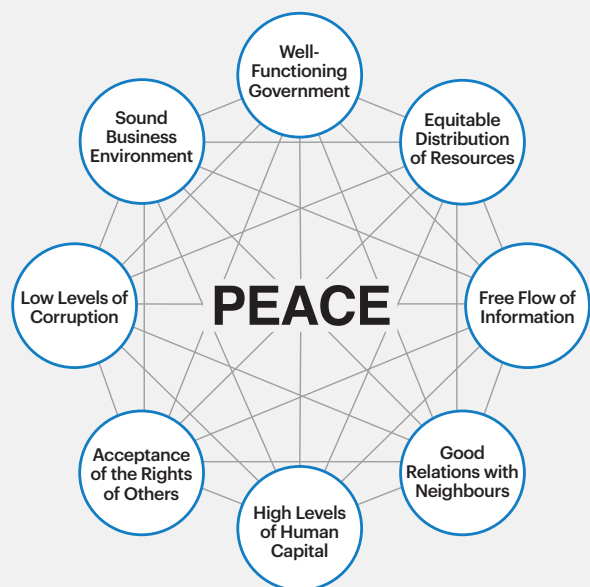 Well-
Functioning
Government
Equitable
Distribution
of Resources
Free Flow of
Information
Good
Relations with
Neighbours
High Levels
of Human
Capital
Acceptance
of the Rights
of Others
Low Levels of
Corruption
Sound
Business
Environment
PEACE